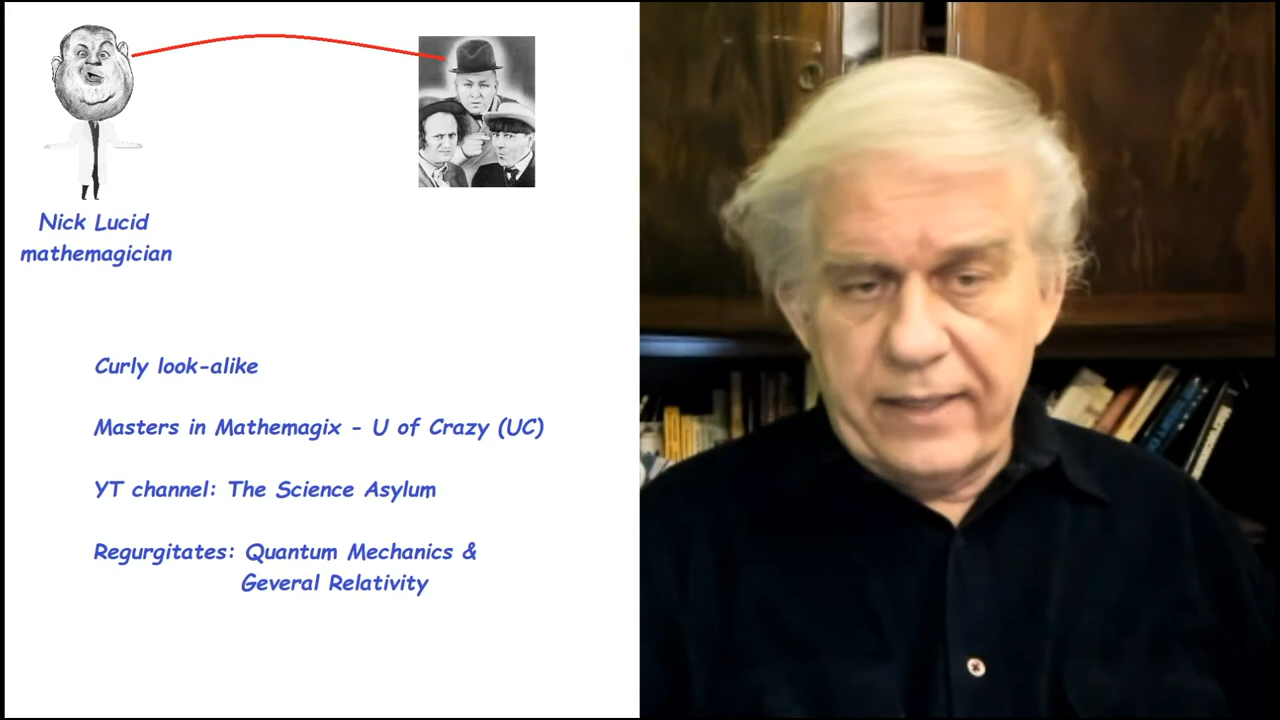 Nick Lucid
mathemagician
Curly look-alike
Masters in Mathemagix - U of Crazy (UC)
YT channel: The Science Asylum
Regurgitates: Quantum Mechanics &
Geveral Relativity